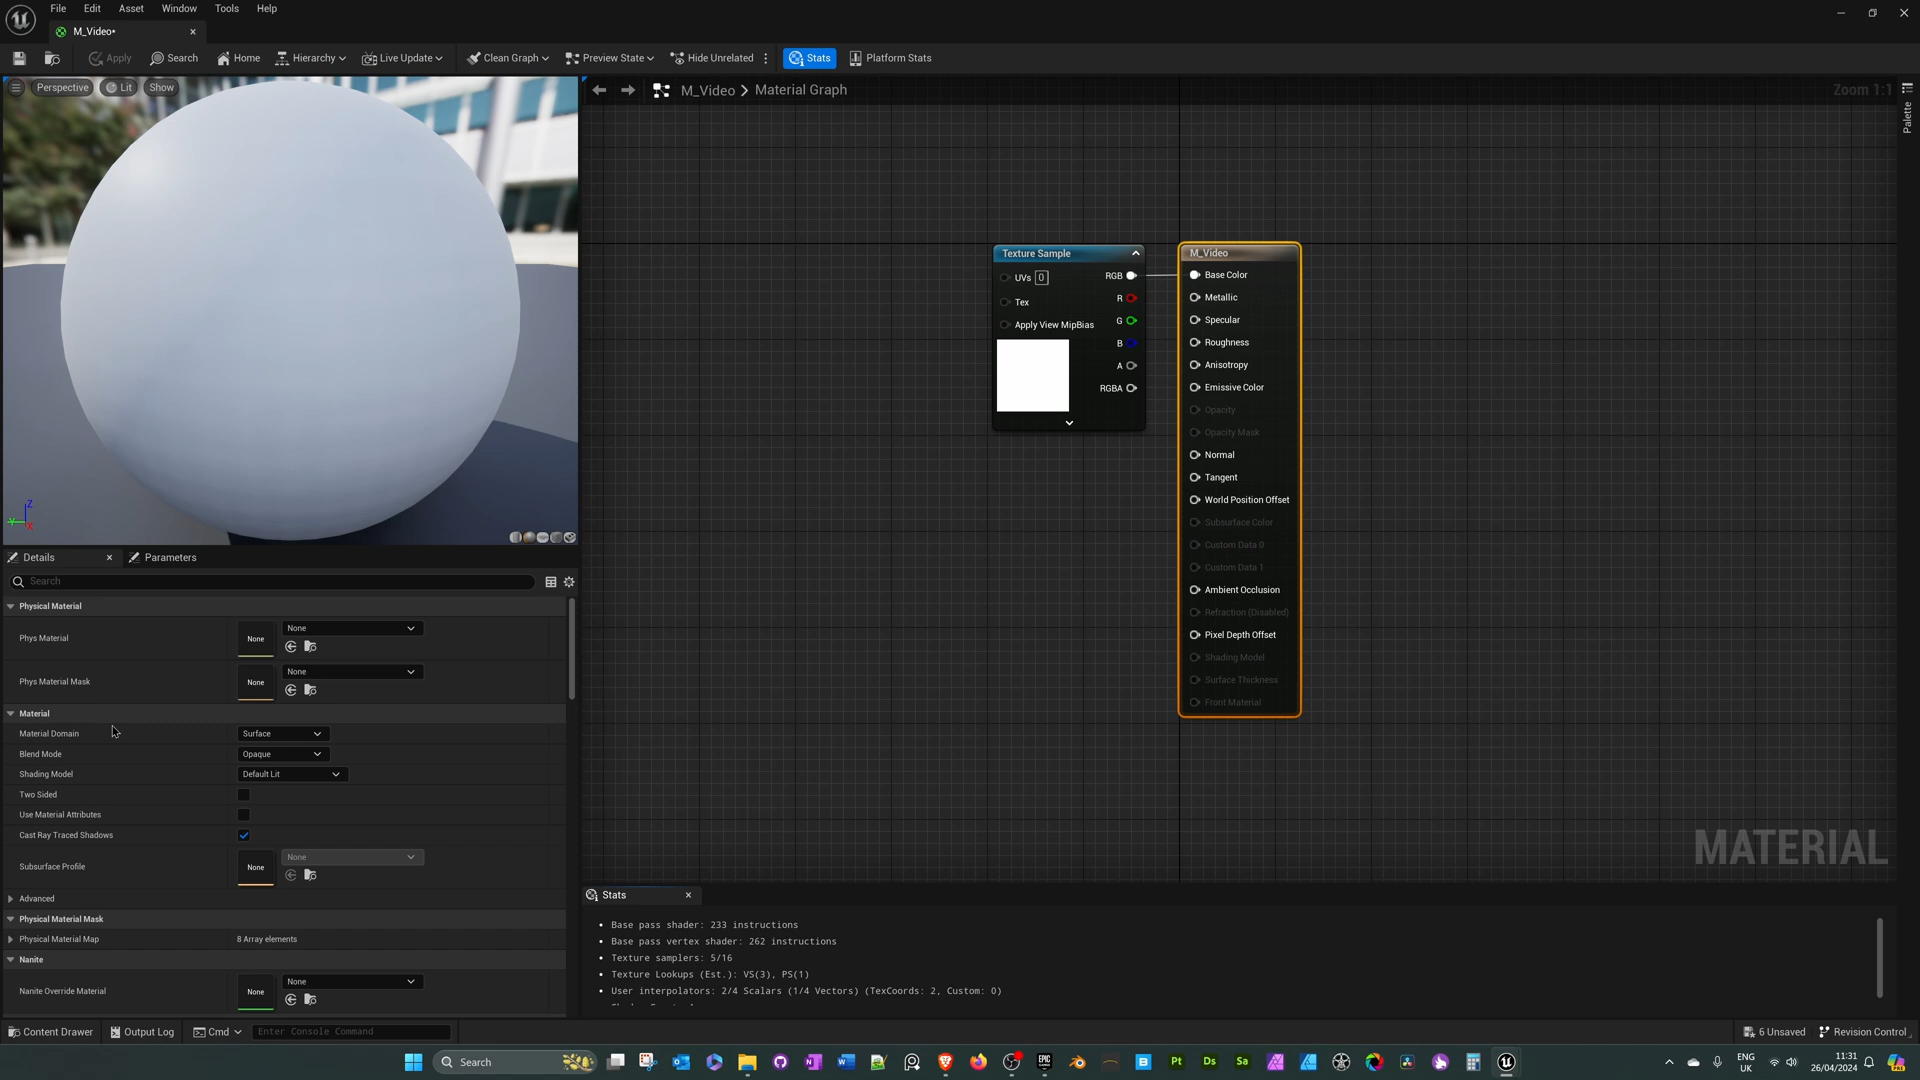 File Edit Asset Window Tools Help
M_Video*
Apply Search Home Hierarchy Live Update Clean Graph Preview State Hide Unrelated Stats Platform Stats
Perspective Lit Show
M_Video > Material Graph
Zoom 1:1
Palette
Texture Sample
UVs 0 RGB
R
Tex
Apply View MipBias G
B
A
RGBA
M_Video
Base Color
Metallic
Specular
Roughness
Anisotropy
Emissive Color
Opacity
Opacity Mask
Normal
Tangent
World Position Offset
Subsurface Color
Custom Data 0
Custom Data 1
Ambient Occlusion
Refraction (Disabled)
Pixel Depth Offset
Shading Model
Surface Thickness
Front Material
MATERIAL
Z
Y
X
Details Parameters
Search
Physical Material
Phys Material None None
Phys Material Mask None None
Material
Material Domain Surface
Blend Mode Opaque
Shading Model Default Lit
Two Sided
Use Material Attributes
Cast Ray Traced Shadows
Subsurface Profile None None
Advanced
Physical Material Mask
Physical Material Map 8 Array elements
Nanite
Nanite Override Material None None
Stats
• Base pass shader: 233 instructions
• Base pass vertex shader: 262 instructions
• Texture samplers: 5/16
• Texture Lookups (Est.): VS(3), PS(1)
• User interpolators: 2/4 Scalars (1/4 Vectors) (TexCoords: 2, Custom: 0)
Content Drawer Output Log Cmd Enter Console Command 6 Unsaved Revision Control
Search
EPIC
Pt Ds Sa
ENG
UK
11:31
26/04/2024